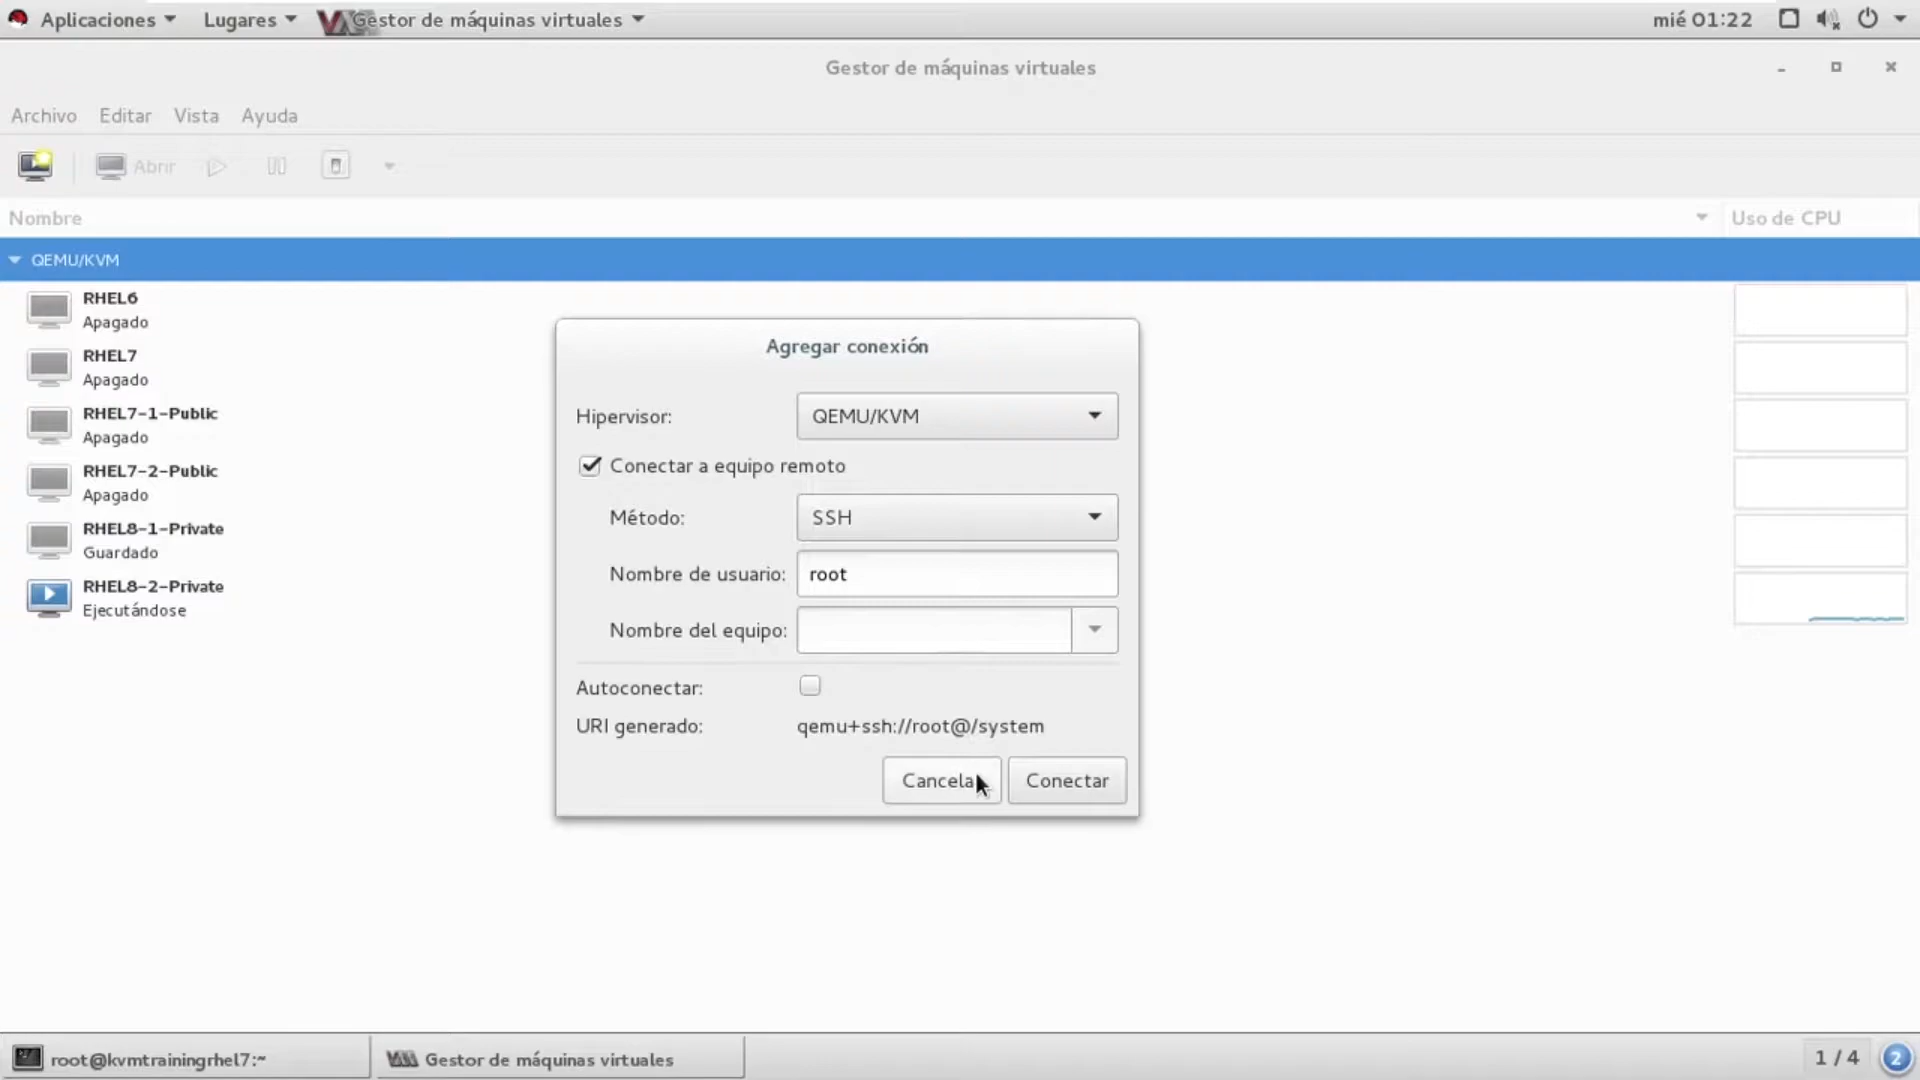 Aplicaciones Lugares Gestor de máquinas virtuales mié 01:22
Gestor de máquinas virtuales
Archivo Editar Vista Ayuda
Abrir
Nombre Uso de CPU
QEMU/KVM
RHEL6
Apagado
RHEL7
Apagado
RHEL7-1-Public
Apagado
RHEL7-2-Public
Apagado
RHEL8-1-Private
Guardado
RHEL8-2-Private
Ejecutándose
Agregar conexión
Hipervisor: QEMU/KVM
Conectar a equipo remoto
Método: SSH
Nombre de usuario: root
Nombre del equipo:
Autoconectar:
URI generado: qemu+ssh://root@/system
Cancela Conectar
root@kvmtrainingrhel7:~ Gestor de máquinas virtuales 1 / 4 2